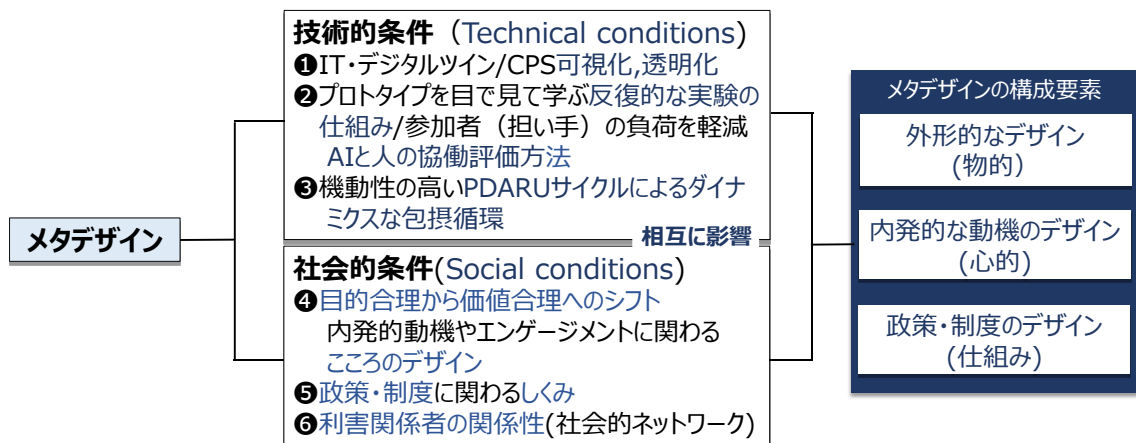 メタデザイン
技術的条件（Technical conditions)
❶IT・デジタルツイン/CPS可視化,透明化
❷プロトタイプを目で見て学ぶ反復的な実験の
仕組み/参加者（担い手）の負荷を軽減
AIと人の協働評価方法
❸機動性の高いPDARUサイクルによるダイナ
ミクスな包摂循環
相互に影響
社会的条件(Social conditions)
❹目的合理から価値合理へのシフト
内発的動機やエンゲージメントに関わる
こころのデザイン
❺政策・制度に関わるしくみ
❻利害関係者の関係性(社会的ネットワーク)
メタデザインの構成要素
外形的なデザイン
(物的）
内発的な動機のデザイン
(心的)
政策・制度のデザイン
(仕組み)